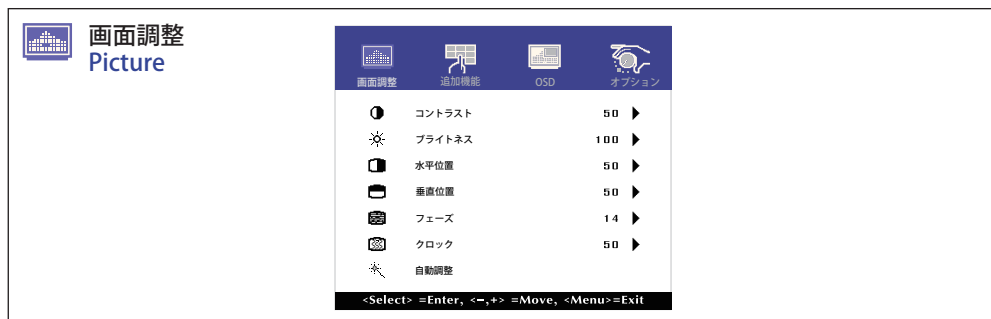 画面調整
Picture
画面調整 追加機能 OSD オプション
コントラスト 50
ブライトネス 100
水平位置 50
垂直位置 50
フェーズ 14
クロック 50
自動調整
<Select> =Enter, <−,+> =Move, <Menu>=Exit